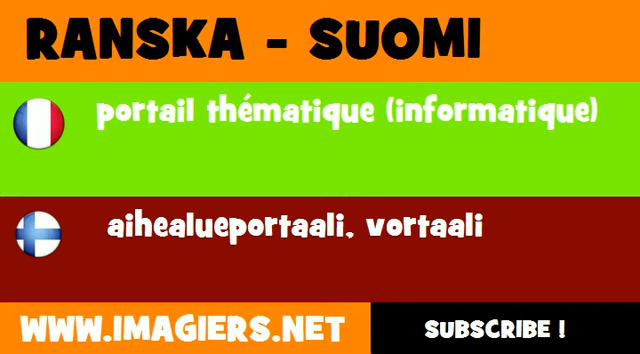 RANSKA - SUOMI
portail thématique (informatique)
aihealueportaali, vortaali
WWW.IMAGIERS.NET
SUBSCRIBE !